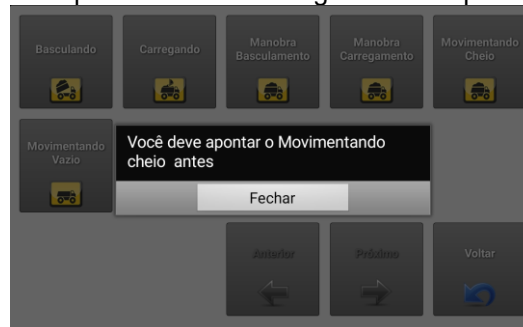 Basculando
Carregando
Manobra
Basculamento
Manobra
Carregamento
Movimentando
Cheio
Movimentando
Vazio
Você deve apontar o Movimentando
cheio antes
Fechar
Anterior
Próximo
Voltar